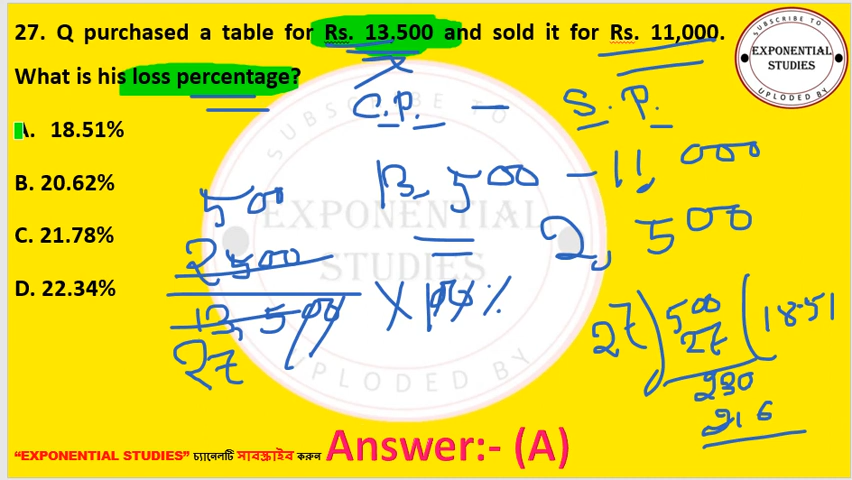 27. Q purchased a table for Rs. 13,500 and sold it for Rs. 11,000.
What is his loss percentage?
SUBSCRIBE TO
EXPONENTIAL
STUDIES
UPLODED BY
C.P. - S.P.
A. 18.51%
13,500 - 11,000
B. 20.62%
500
= 2,500
C. 21.78%
2500
13,500 X 100 %
27
D. 22.34%
27) 500 (18.51
27
230
216
SUBSCRIBE TO
EXPONENTIAL
STUDIES
UPLODED BY
"EXPONENTIAL STUDIES" চ্যানেলটি সাবস্ক্রাইব করুন
Answer:- (A)